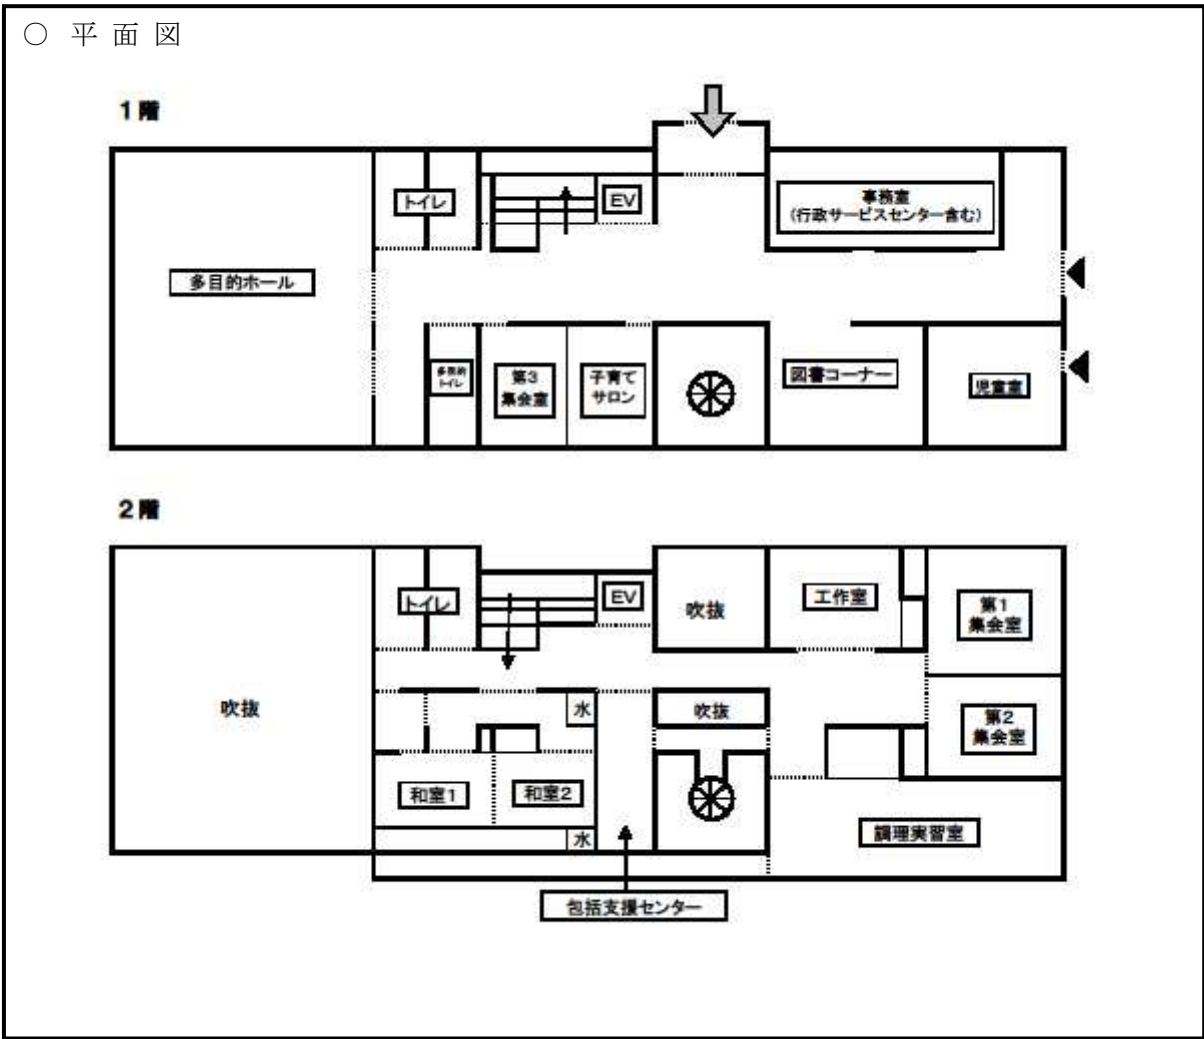 ○ 平 面 図
1階
トイレ
EV
事務室
(行政サービスセンター含む)
多目的ホール
多目的
トイレ
第3
集会室
子育て
サロン
図書コーナー
児童室
2階
トイレ
EV
吹抜
工作室
第1
集会室
吹抜
水
吹抜
第2
集会室
和室1
和室2
水
調理実習室
包括支援センター